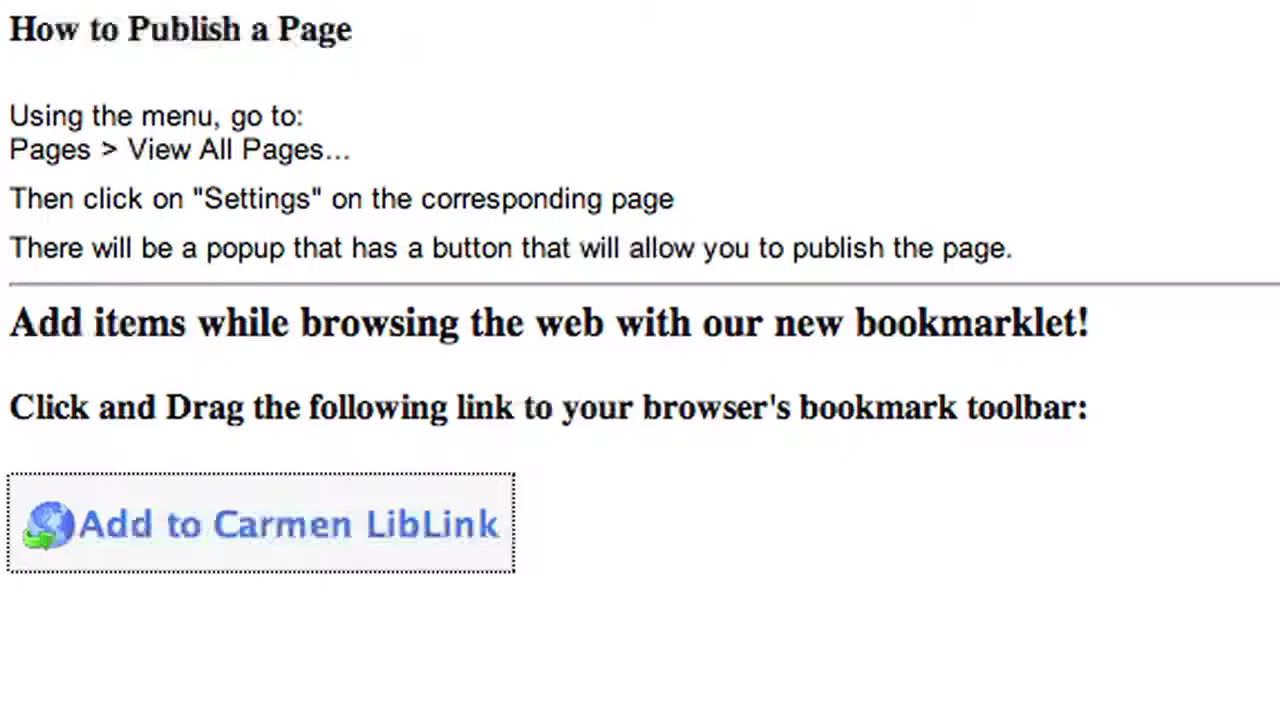 How to Publish a Page
Using the menu, go to:
Pages > View All Pages...
Then click on "Settings" on the corresponding page
There will be a popup that has a button that will allow you to publish the page.
Add items while browsing the web with our new bookmarklet!
Click and Drag the following link to your browser's bookmark toolbar:
Add to Carmen LibLink